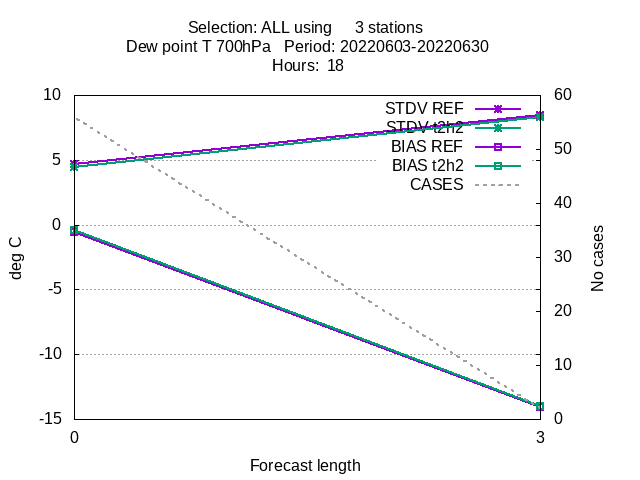 Selection: ALL using 3 stations
Dew point T 700hPa Period: 20220603-20220630
Hours: 18
10
5
0
-5
-10
-15
deg C
STDV REF
STDV t2h2
BIAS REF
BIAS t2h2
CASES
60
50
40
30
20
10
0
No cases
0
3
Forecast length